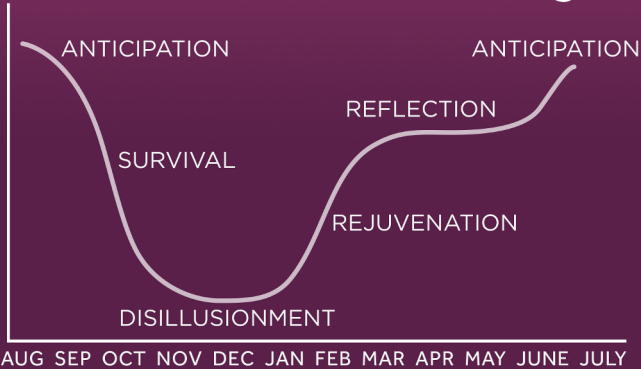 ANTICIPATION
ANTICIPATION
REFLECTION
SURVIVAL
REJUVENATION
DISILLUSIONMENT
AUG SEP OCT NOV DEC JAN FEB MAR APR MAY JUNE JULY